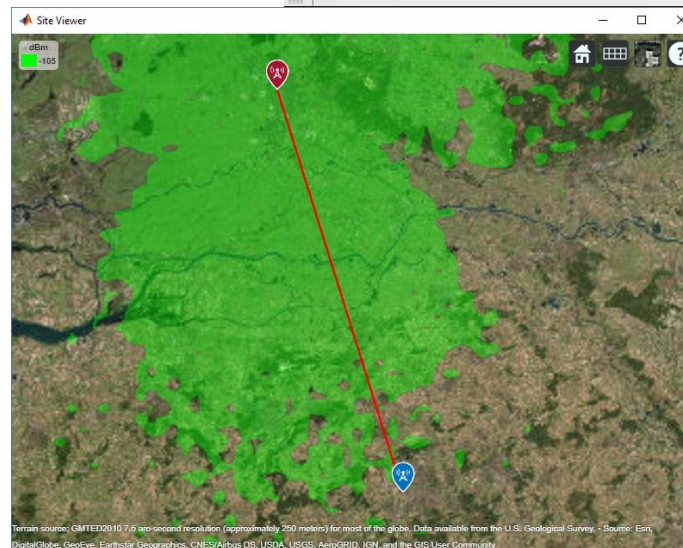 Site Viewer
dBm
-105
?
Terrain source: GMTED2010 7.5 arc-second resolution (approximately 250 meters) for most of the globe. Data available from the U.S. Geological Survey. - Source: Esri,
DigitalGlobe, GeoEye, Earthstar Geographics, CNES/Airbus DS, USDA, USGS, AeroGRID, IGN, and the GIS User Community